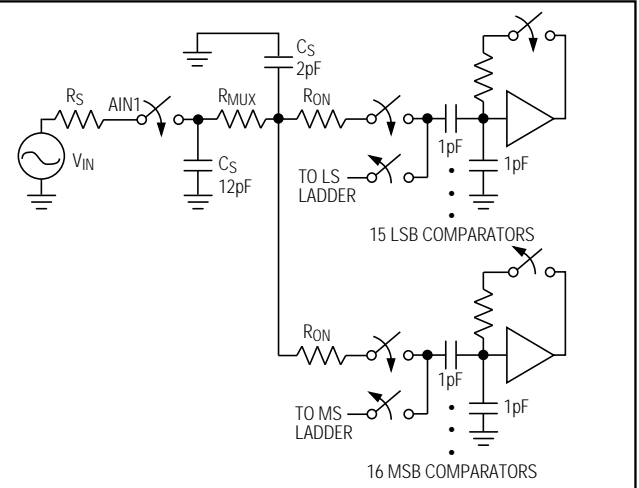 CS
2pF
RS
AIN1
RMUX
RON
VIN
CS
12pF
1pF
1pF
TO LS
LADDER
15 LSB COMPARATORS
RON
1pF
1pF
TO MS
LADDER
16 MSB COMPARATORS